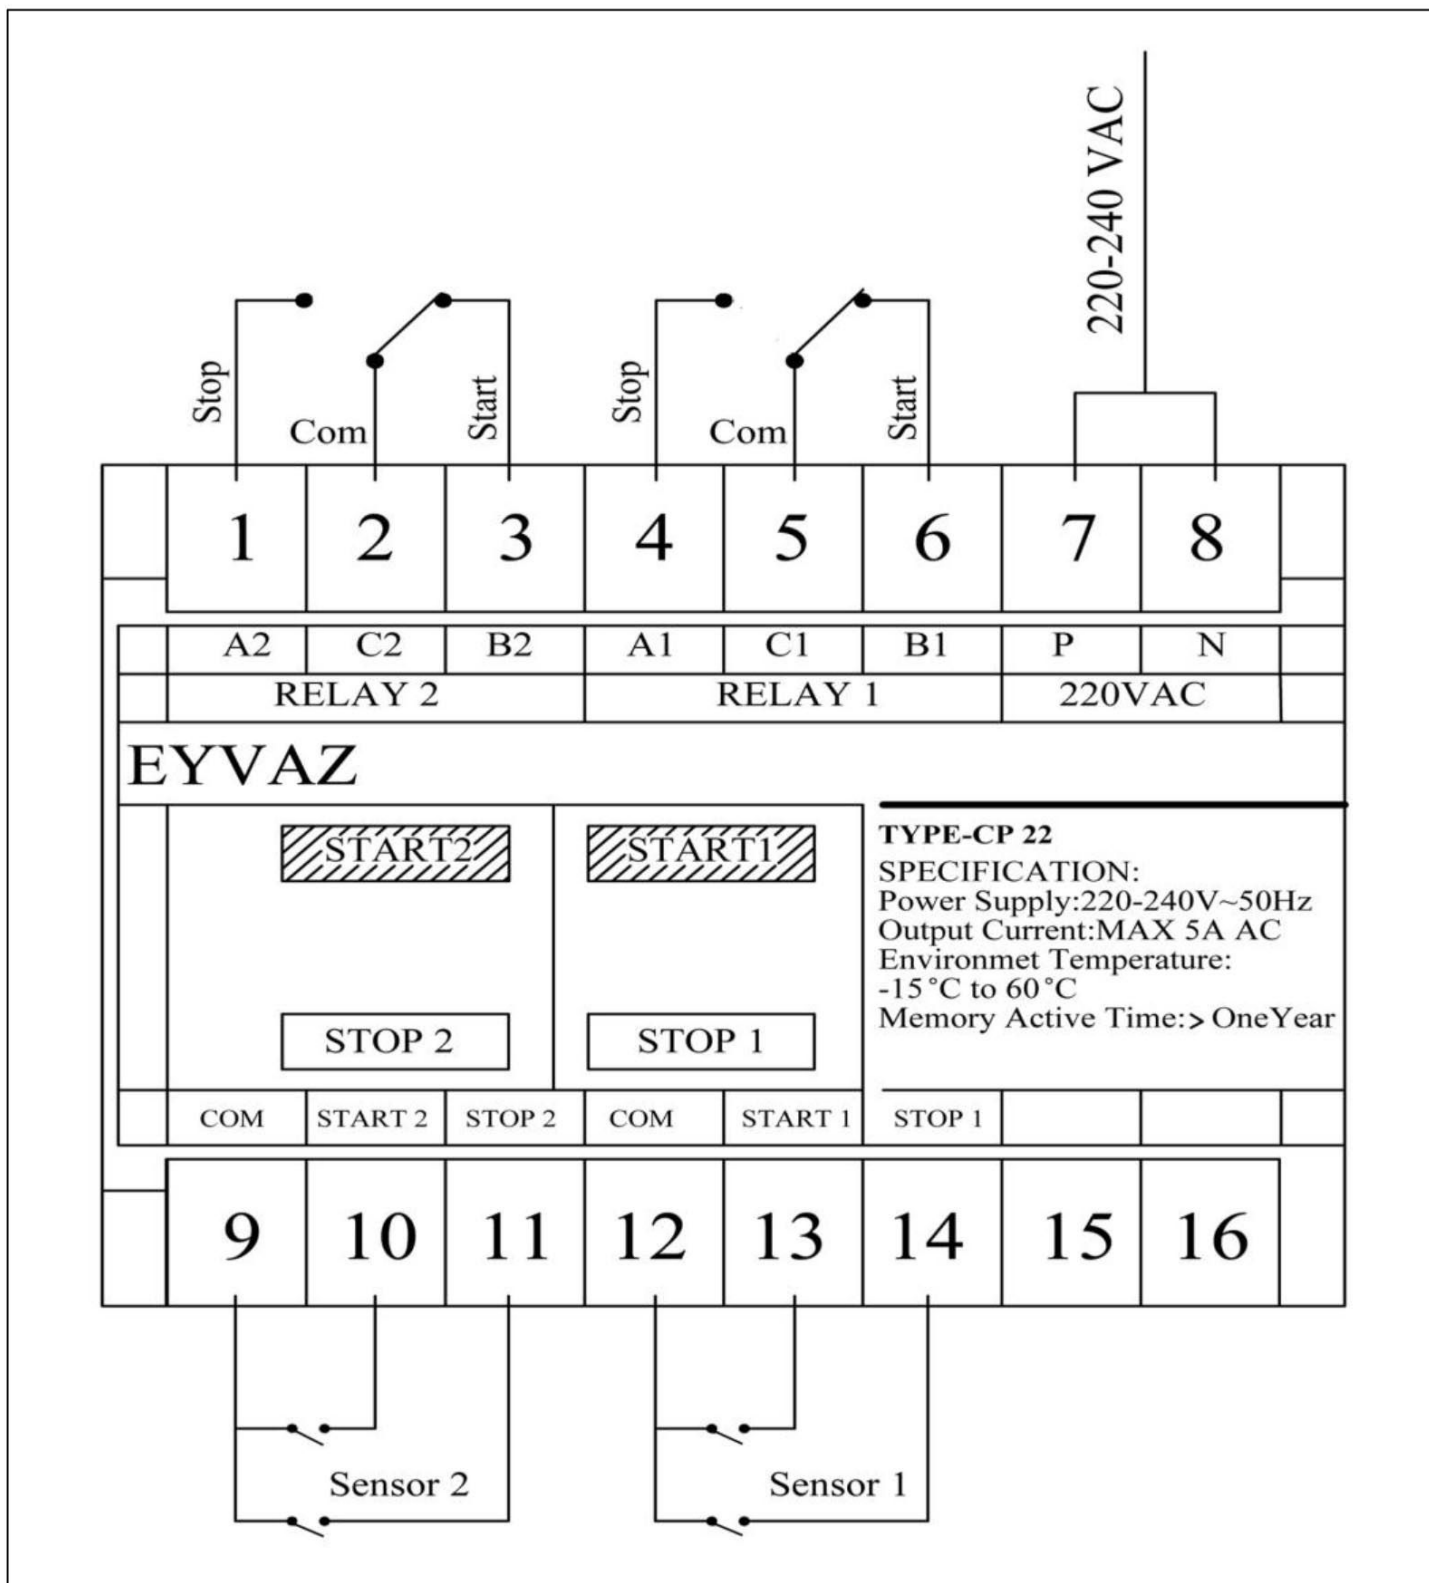 220-240 VAC
Stop
Com
Start
Stop
Com
Start
1 2 3 4 5 6 7 8
A2 C2 B2 A1 C1 B1 P N
RELAY 2 RELAY 1 220VAC
EYVAZ
START2 START1
STOP 2 STOP 1
TYPE-CP 22
SPECIFICATION:
Power Supply:220-240V~50Hz
Output Current:MAX 5A AC
Environmet Temperature:
-15°C to 60°C
Memory Active Time:> OneYear
COM START 2 STOP 2 COM START 1 STOP 1
9 10 11 12 13 14 15 16
Sensor 2 Sensor 1